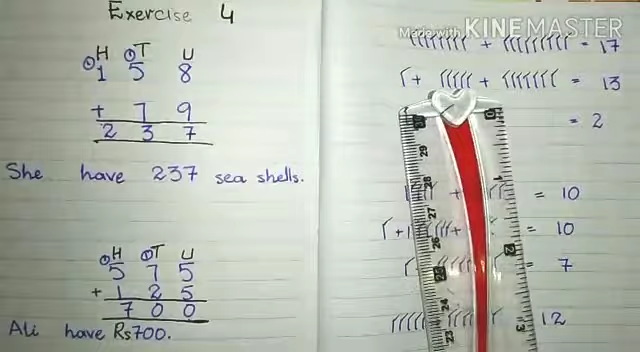 Exercise 4
H T U
1 5 8
+ 7 9
2 3 7
She have 237 sea shells.
H T U
5 7 5
+ 1 2 5
7 0 0
Ali have Rs700.
Made with KINEMASTER
+ = 17
+ + = 13
= 2
+ = 10
+ + = 10
= 7
12